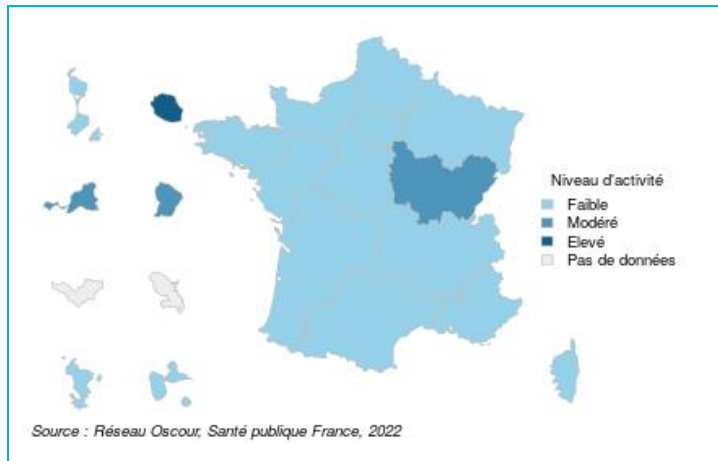 Niveau d'activité
Faible
Modéré
Elevé
Pas de données
Source : Réseau Oscour, Santé publique France, 2022